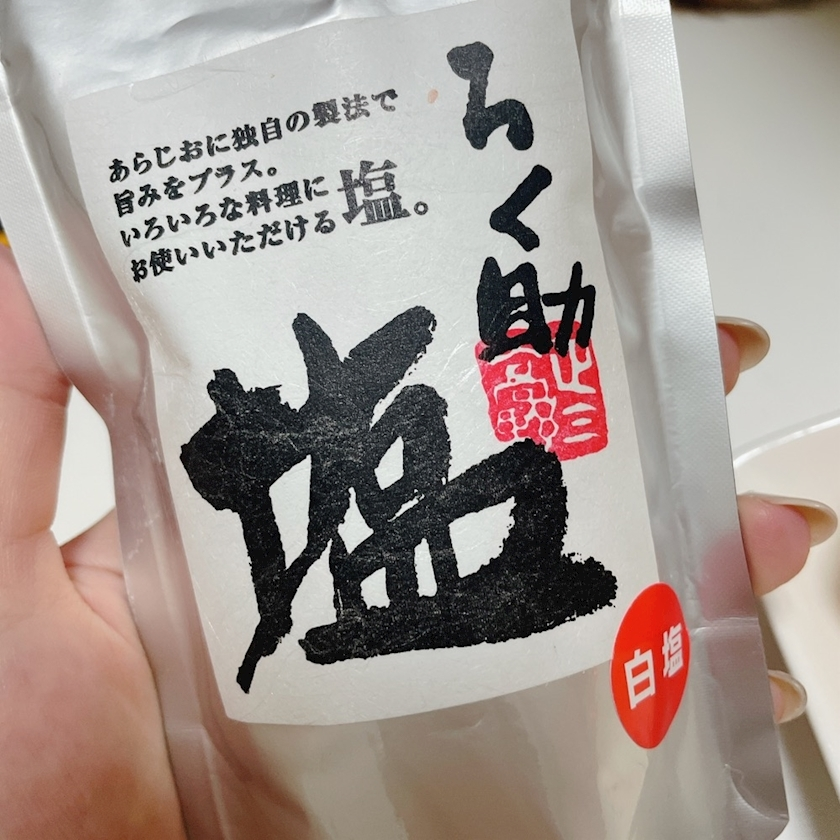 ろく助
塩
あらじおに独自の製法で
旨みをプラス。
いろいろな料理に
お使いいただける塩。
白塩